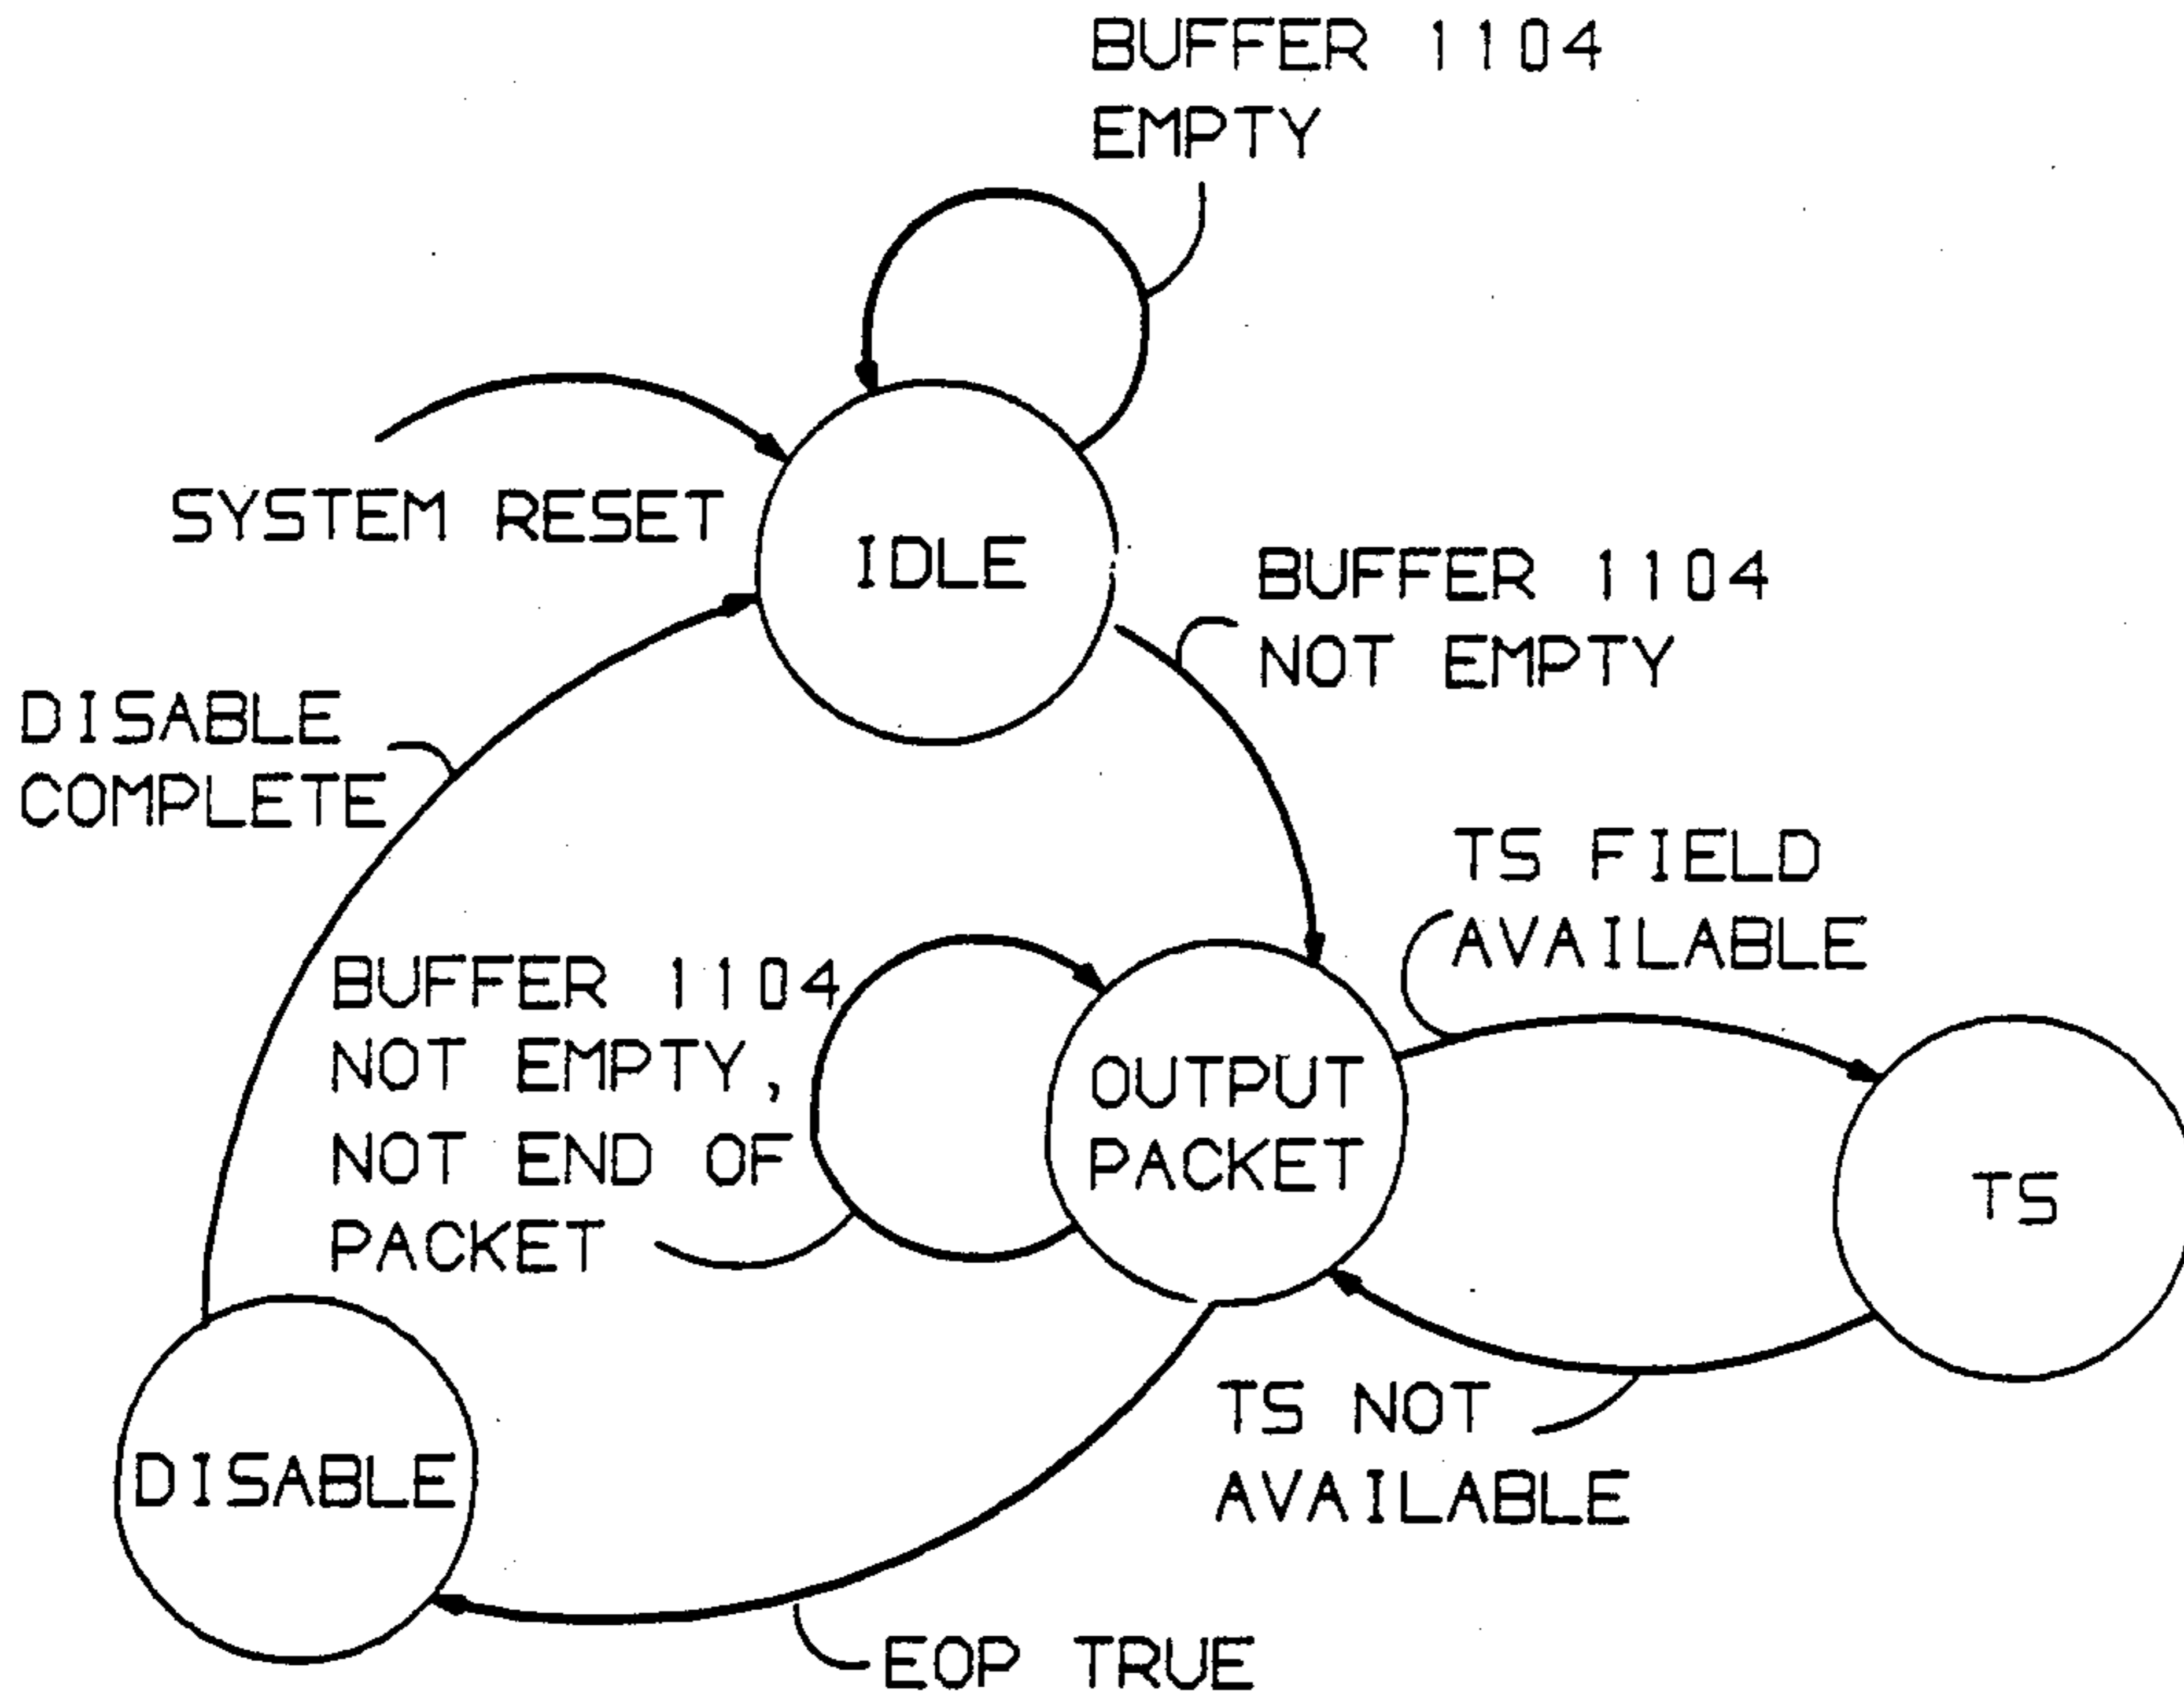 BUFFER 1104
EMPTY
SYSTEM RESET
IDLE
BUFFER 1104
NOT EMPTY
DISABLE
COMPLETE
TS FIELD
AVAILABLE
BUFFER 1104
NOT EMPTY,
NOT END OF
PACKET
OUTPUT
PACKET
TS
TS NOT
AVAILABLE
DISABLE
EOP TRUE